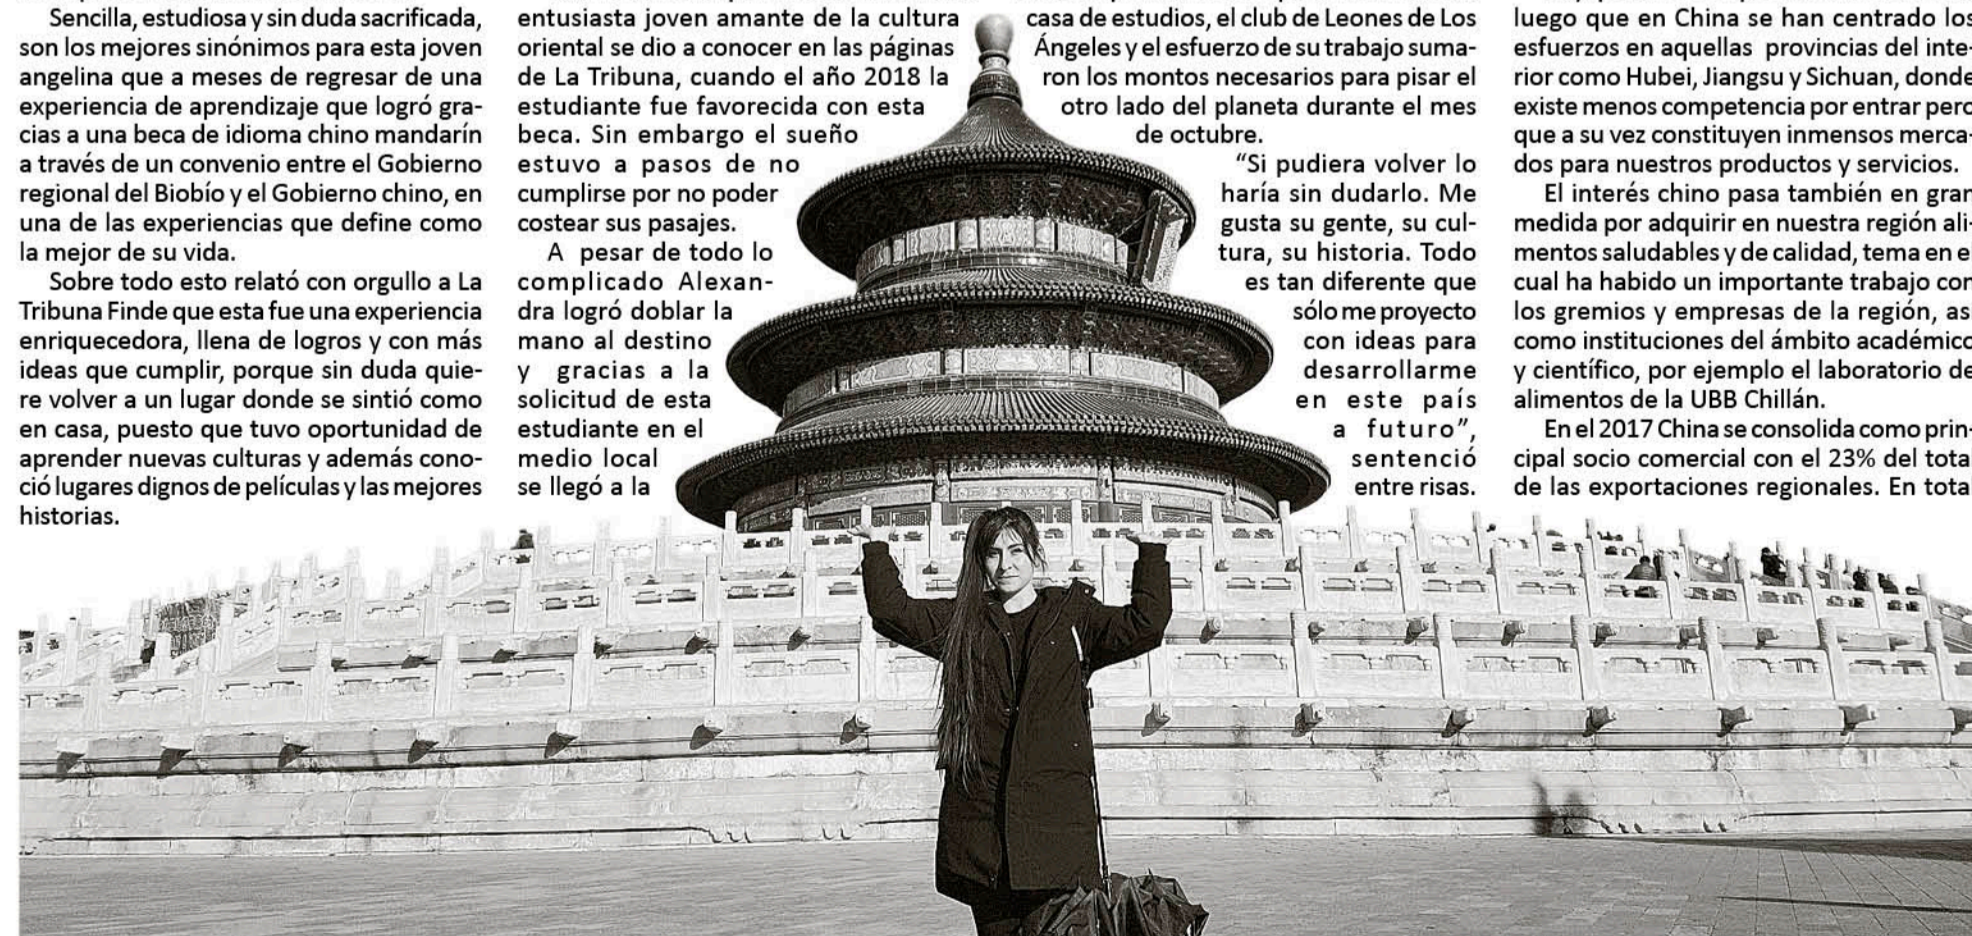 Sencilla, estudiosa y sin duda sacrificada,
son los mejores sinónimos para esta joven
angelina que a meses de regresar de una
experiencia de aprendizaje que logró gra-
cias a una beca de idioma chino mandarín
a través de un convenio entre el Gobierno
regional del Biobío y el Gobierno chino, en
una de las experiencias que define como
la mejor de su vida.
Sobre todo esto relató con orgullo a La
Tribuna Finde que esta fue una experiencia
enriquecedora, llena de logros y con más
ideas que cumplir, porque sin duda quie-
re volver a un lugar donde se sintió como
en casa, puesto que tuvo oportunidad de
aprender nuevas culturas y además cono-
ció lugares dignos de películas y las mejores
historias.
entusiasta joven amante de la cultura
oriental se dio a conocer en las páginas
de La Tribuna, cuando el año 2018 la
estudiante fue favorecida con esta
beca. Sin embargo el sueño
estuvo a pasos de no
cumplirse por no poder
costear sus pasajes.
A pesar de todo lo
complicado Alexan-
dra logró doblar la
mano al destino
y gracias a la
solicitud de esta
estudiante en el
medio local
se llegó a la
casa de estudios, el club de Leones de Los
Ángeles y el esfuerzo de su trabajo suma-
ron los montos necesarios para pisar el
otro lado del planeta durante el mes
de octubre.
“Si pudiera volver lo
haría sin dudarlo. Me
gusta su gente, su cul-
tura, su historia. Todo
es tan diferente que
sólo me proyecto
con ideas para
desarrollarme
en este país
a futuro”,
sentenció
entre risas.
luego que en China se han centrado los
esfuerzos en aquellas provincias del inte-
rior como Hubei, Jiangsu y Sichuan, donde
existe menos competencia por entrar pero
que a su vez constituyen inmensos merca-
dos para nuestros productos y servicios.
El interés chino pasa también en gran
medida por adquirir en nuestra región ali-
mentos saludables y de calidad, tema en el
cual ha habido un importante trabajo con
los gremios y empresas de la región, así
como instituciones del ámbito académico
y científico, por ejemplo el laboratorio de
alimentos de la UBB Chillán.
En el 2017 China se consolida como prin-
cipal socio comercial con el 23% del total
de las exportaciones regionales. En total